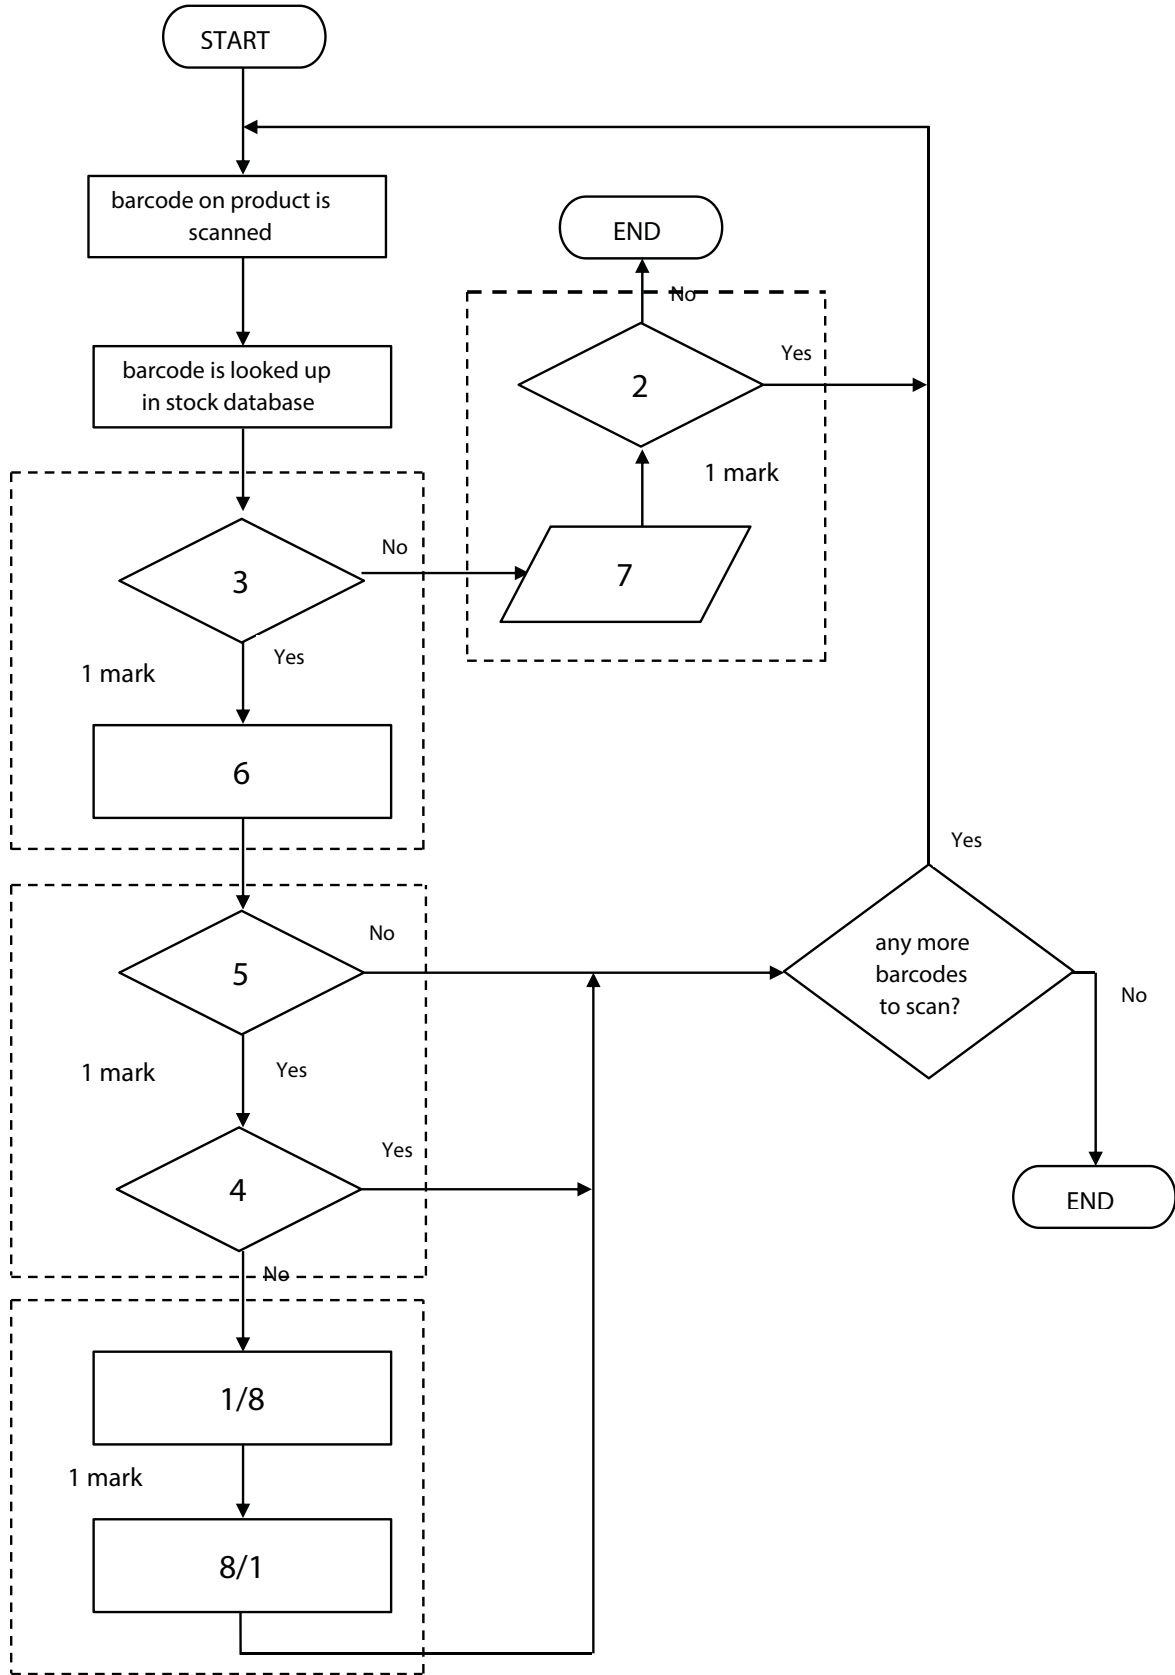 START
barcode on product is
scanned
END
No
barcode is looked up
in stock database
2
Yes
1 mark
3
No
7
Yes
1 mark
6
Yes
5
No
any more
barcodes
to scan?
No
1 mark
Yes
4
Yes
END
No
1/8
1 mark
8/1